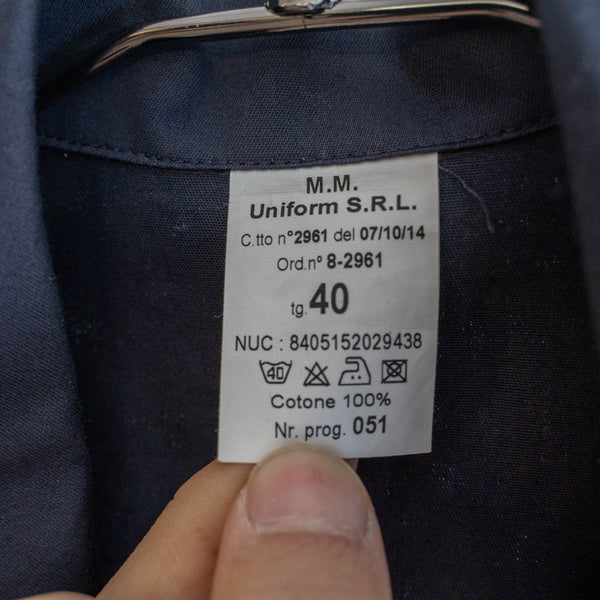 M.M.
Uniform S.R.L.
C.tto n°2961 del 07/10/14
Ord.n° 8-2961
tg.40
NUC : 8405152029438
40
Cotone 100%
Nr. prog. 051